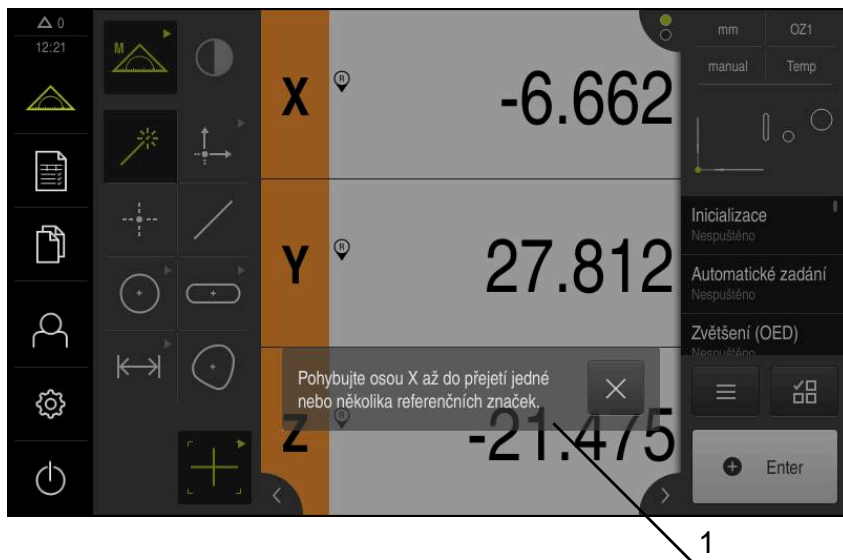 0
12:21
M
X
R
-6.662
Y
R
27.812
Z
R
-21.475
Pohybujte osou X až do přejetí jedné
nebo několika referenčních značek.
mm
OZ1
manual
Temp
Inicializace
Nespuštěno
Automatické zadání
Nespuštěno
Zvětšení (OED)
Nespuštěno
Enter
1